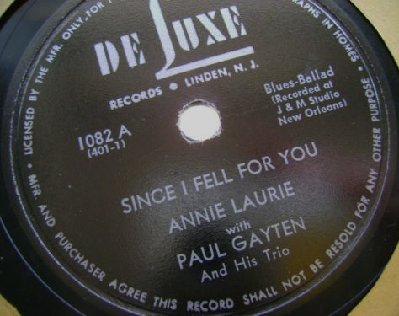 DE LUXE
RECORDS • LINDEN, N. J.
1082 A
(401-1)
Blues-Ballad
(Recorded at
J & M Studio
New Orleans)
SINCE I FELL FOR YOU
ANNIE LAURIE
with
PAUL GAYTEN
And His Trio
• LICENSED BY THE MFR. ONLY FOR
IN HOMES • MFR. AND PURCHASER AGREE THIS RECORD SHALL NOT BE RESOLD FOR ANY OTHER PURPOSE •